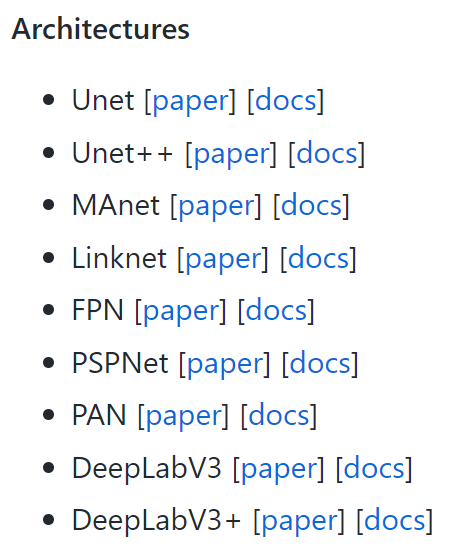 Architectures
• Unet [paper] [docs]
• Unet++ [paper] [docs]
• MAnet [paper] [docs]
• Linknet [paper] [docs]
• FPN [paper] [docs]
• PSPNet [paper] [docs]
• PAN [paper] [docs]
• DeepLabV3 [paper] [docs]
• DeepLabV3+ [paper] [docs]